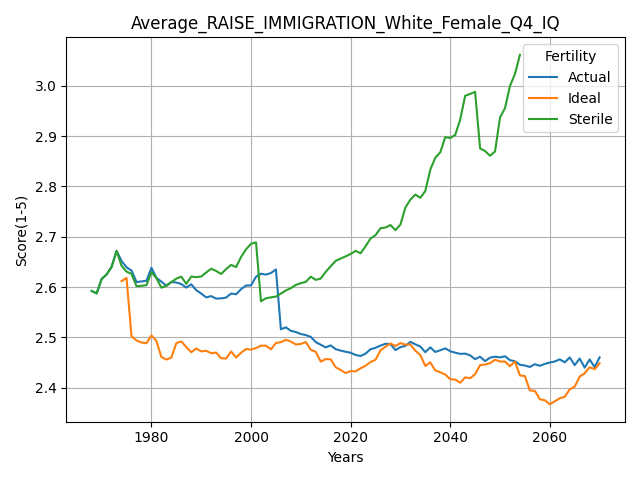 Average_RAISE_IMMIGRATION_White_Female_Q4_IQ
Fertility
Actual
Ideal
Sterile
Score(1-5)
3.0
2.9
2.8
2.7
2.6
2.5
2.4
1980
2000
2020
2040
2060
Years